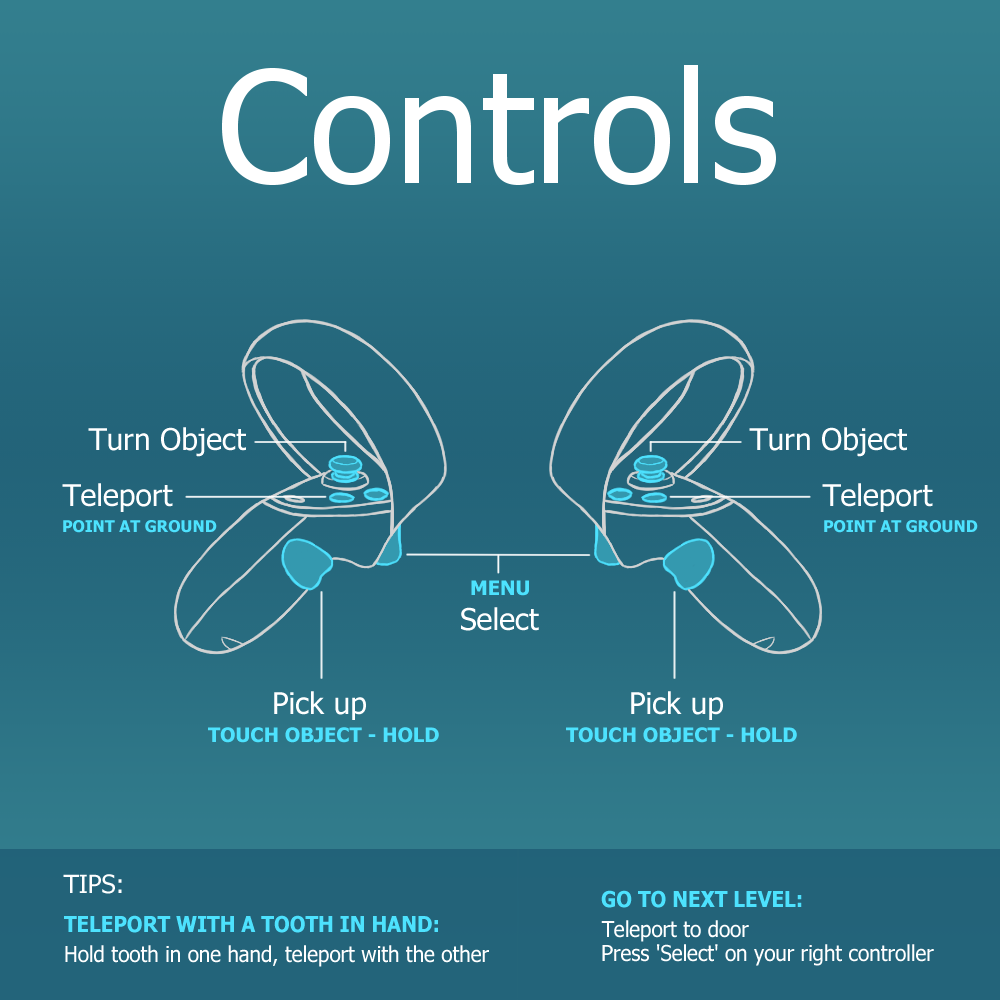 Controls
Turn Object
Turn Object
Teleport
POINT AT GROUND
Teleport
POINT AT GROUND
MENU
Select
Pick up
TOUCH OBJECT - HOLD
Pick up
TOUCH OBJECT - HOLD
TIPS:
TELEPORT WITH A TOOTH IN HAND:
Hold tooth in one hand, teleport with the other
GO TO NEXT LEVEL:
Teleport to door
Press 'Select' on your right controller